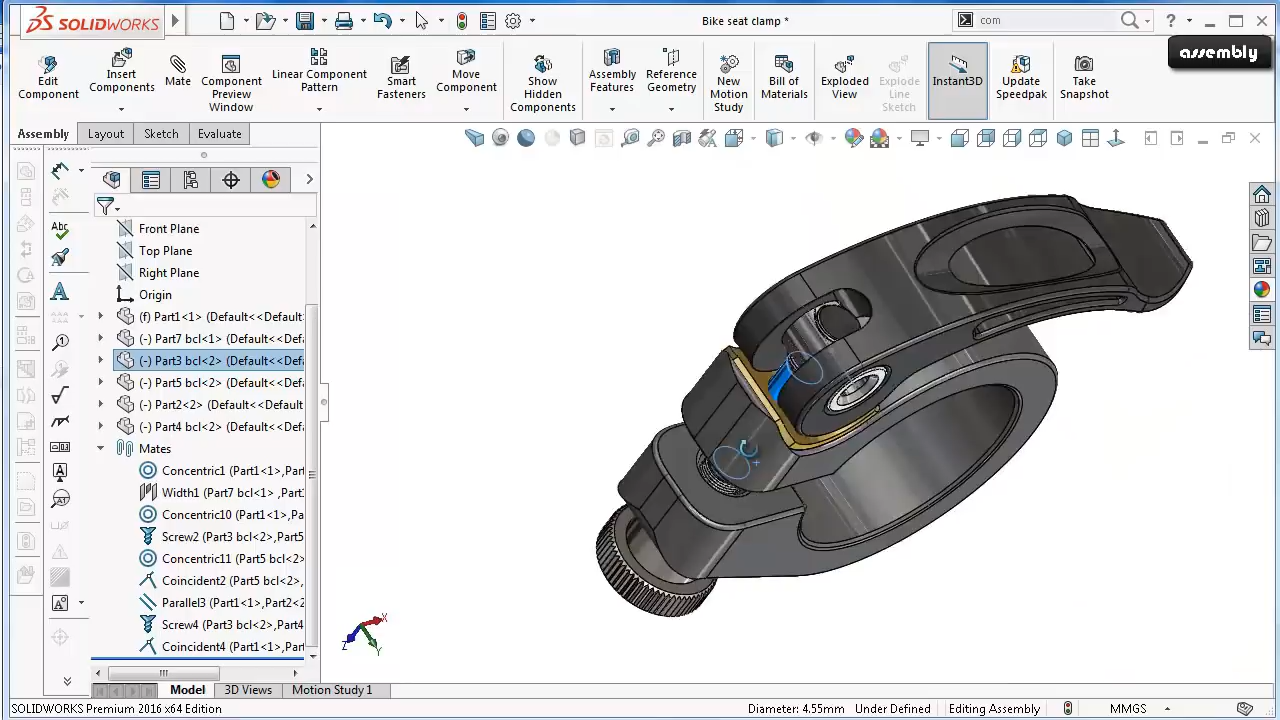 SOLIDWORKS
Bike seat clamp *
com
assembly
Edit Component
Insert Components
Mate
Component Preview Window
Linear Component Pattern
Smart Fasteners
Move Component
Show Hidden Components
Assembly Features
Reference Geometry
New Motion Study
Bill of Materials
Exploded View
Explode Line Sketch
Instant3D
Update Speedpak
Take Snapshot
Assembly
Layout
Sketch
Evaluate
Front Plane
Top Plane
Right Plane
Origin
(f) Part1<1> (Default<<Default
(-) Part7 bcl<1> (Default<<Defa
(-) Part3 bcl<2> (Default<<Defa
(-) Part5 bcl<2> (Default<<Defa
(-) Part2<2> (Default<<Default
(-) Part4 bcl<2> (Default<<Defa
Mates
Concentric1 (Part1<1>,Part
Width1 (Part7 bcl<1> ,Part1
Concentric10 (Part1<1>,Par
Screw2 (Part3 bcl<2>,Part5
Concentric11 (Part5 bcl<2>
Coincident2 (Part5 bcl<2>,
Parallel3 (Part1<1>,Part2<2
Screw4 (Part3 bcl<2>,Part4
Coincident4 (Part1<1>,Part
X
Y
Z
Model
3D Views
Motion Study 1
SOLIDWORKS Premium 2016 x64 Edition
Diameter: 4.55mm
Under Defined
Editing Assembly
MMGS